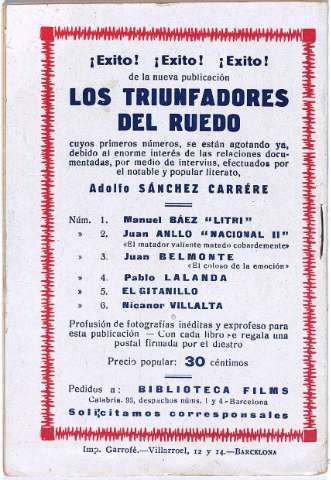 ¡Exito! ¡Exito! ¡Exito!
de la nueva publicación
LOS TRIUNFADORES
DEL RUEDO
cuyos primeros números, se están agotando ya,
debido al enorme interés de las relaciones docu-
mentadas, por medio de intervius, efectuados por
el notable y popular literato,
Adolfo SÁNCHEZ CARRÉRE
Núm. 1. Manuel BÁEZ "LITRI"
» 2. Juan ANLLO "NACIONAL II"
«El matador valiente matado cobardemente»
» 3. Juan BELMONTE
«El coloso de la emoción»
» 4. Pablo LALANDA
» 5. EL GITANILLO
» 6. Nicanor VILLALTA
Profusión de fotografías inéditas y exprofeso para
esta publicación — Con cada libro se regala una
postal firmada por el diestro
Precio popular: 30 céntimos
Pedidos a: BIBLIOTECA FILMS
Calabria, 96, despachos núms. 1 y 4-Barcelona
Solicitamos corresponsales
Imp. Garrofé.—Villarroel, 12 y 14.—BARCELONA